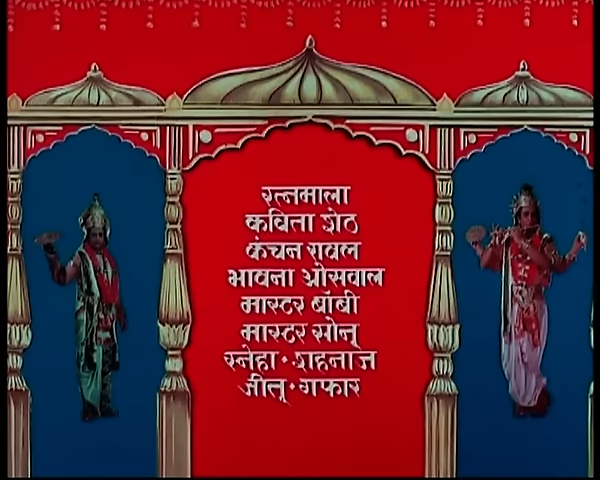 रत्नमाला
कविता शेठ
कंचन रावल
भावना ओसवाल
मास्टर बॉबी
मास्टर सोनू
स्नेहा • शहनाज
जीतू • गफार